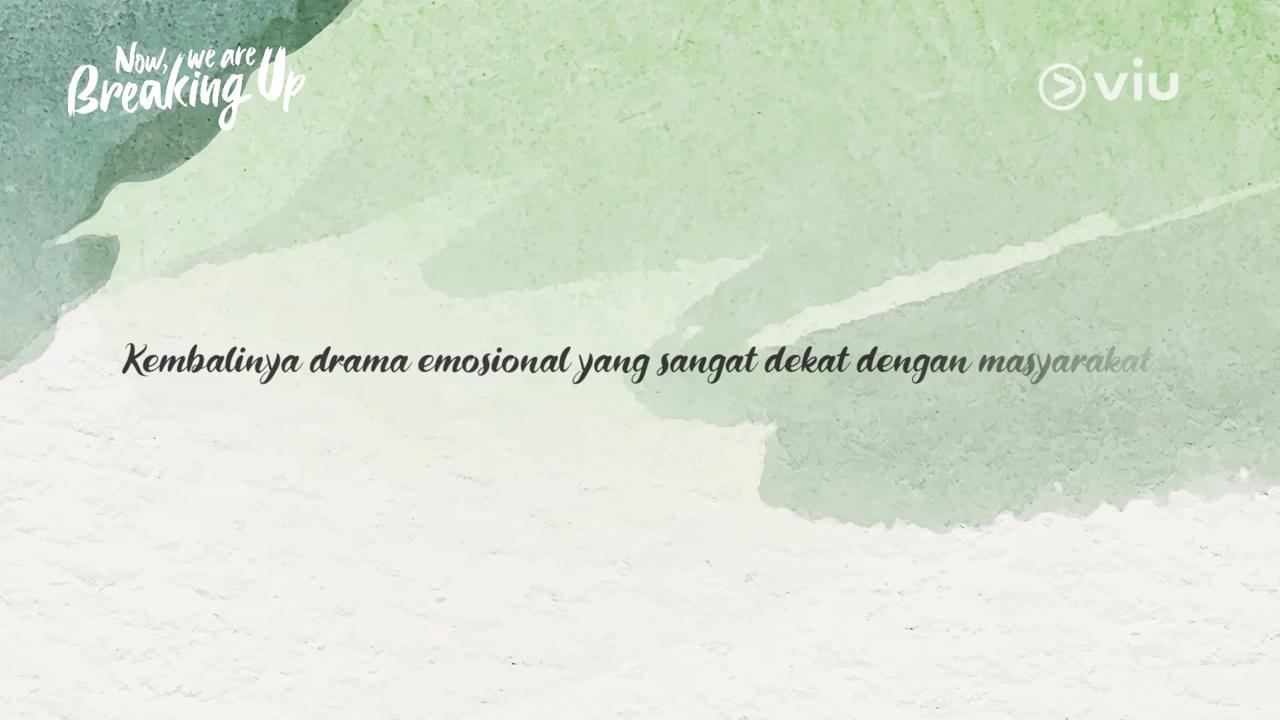 Now, we are
Breaking Up
viu
Kembalinya drama emosional yang sangat dekat dengan masyarakat